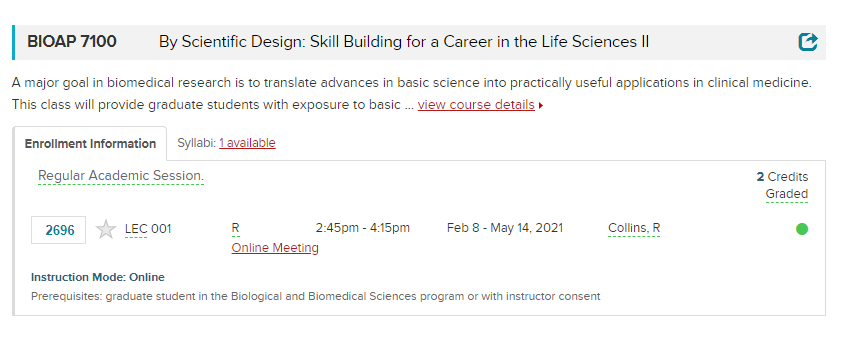 BIOAP 7100 By Scientific Design: Skill Building for a Career in the Life Sciences II
A major goal in biomedical research is to translate advances in basic science into practically useful applications in clinical medicine.
This class will provide graduate students with exposure to basic ... view course details
Enrollment Information Syllabi: 1 available
Regular Academic Session. 2 Credits
Graded
2696 LEC 001 R 2:45pm - 4:15pm Feb 8 - May 14, 2021 Collins, R
Online Meeting
Instruction Mode: Online
Prerequisites: graduate student in the Biological and Biomedical Sciences program or with instructor consent